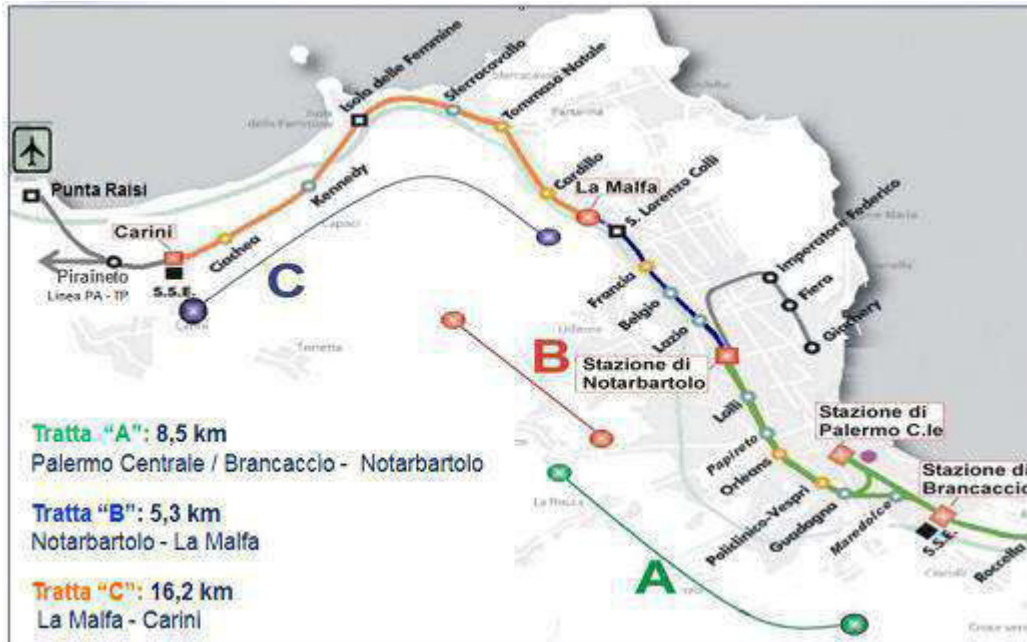 Isola delle Femmine
Sferracavallo
Tommaso Natale
Cardillo
La Malfa
S. Lorenzo Colli
Imperatore Federico
Fiera
Giachery
Punta Raisi
Carini
Kennedy
Ciachea
Capaci
Piraineto
Linea PA - TP
S.S.E.
C
Francia
Belgio
Lazio
B
Stazione di
Notarbartolo
Lolli
Stazione di
Palermo C.le
Papireto
Orleans
Stazione di
Brancaccio
Policlinico-Vespri
Guadagna
Maredolce
S.S.E.
Roccella
A
Tratta "A": 8,5 km
Palermo Centrale / Brancaccio - Notarbartolo
Tratta "B": 5,3 km
Notarbartolo - La Malfa
Tratta "C": 16,2 km
La Malfa - Carini